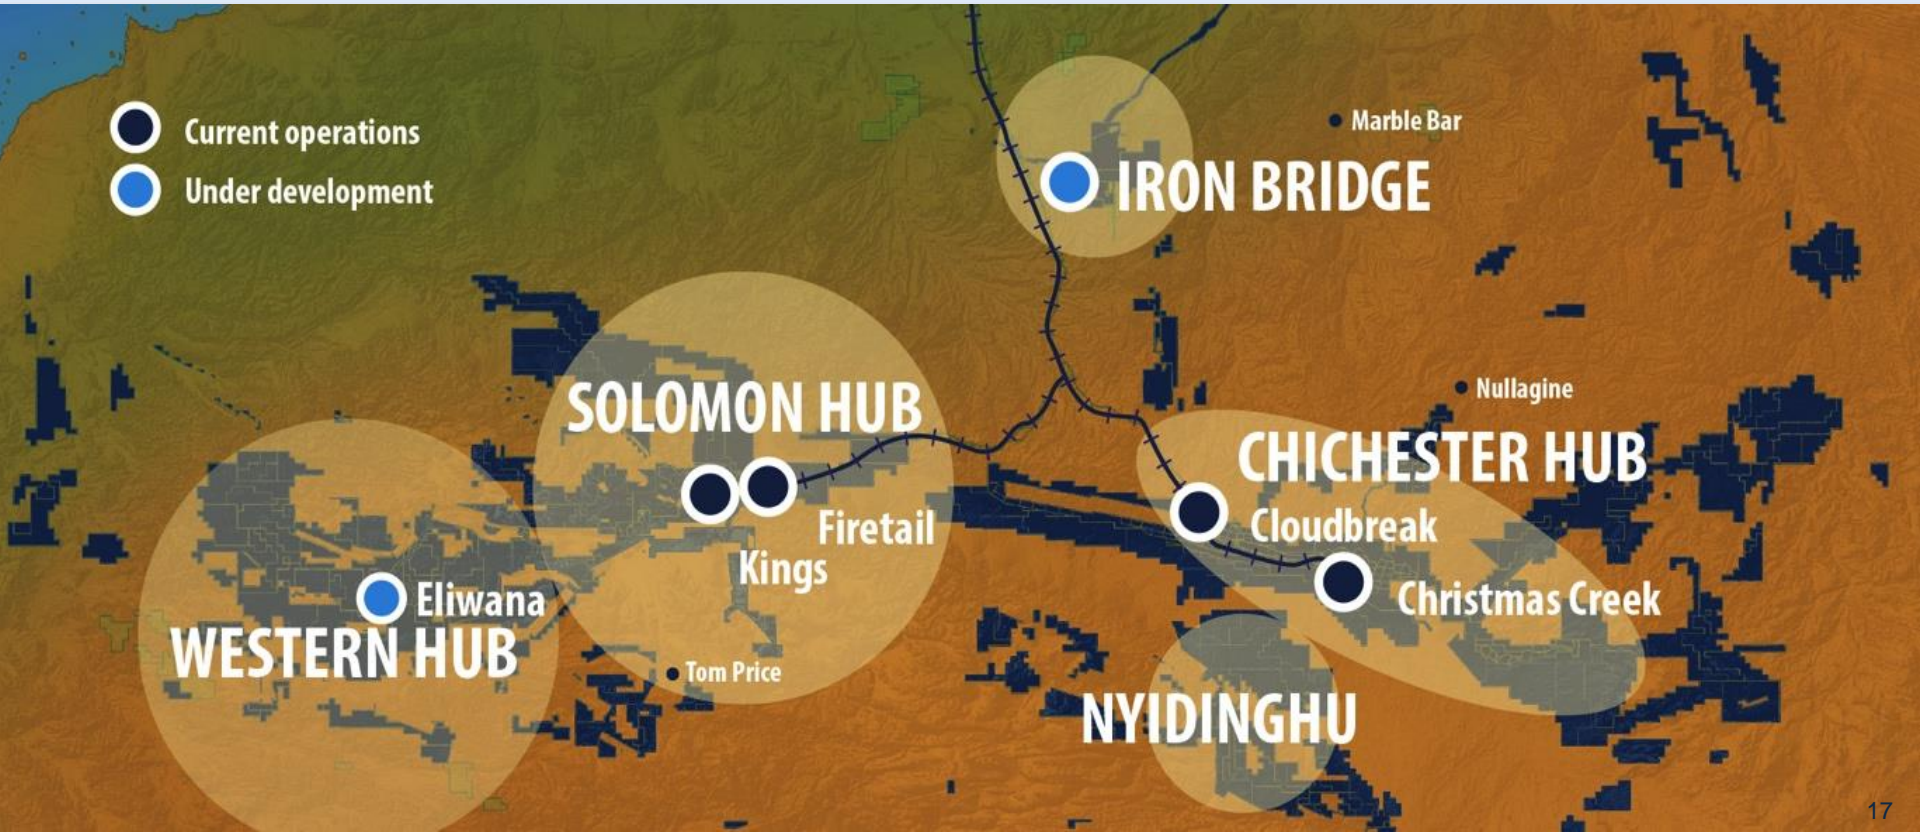 Current operations
Under development
Marble Bar
IRON BRIDGE
SOLOMON HUB
Nullagine
CHICHESTER HUB
Firetail
Cloudbreak
Kings
Eliwana
Christmas Creek
WESTERN HUB
Tom Price
NYIDINGHU
17